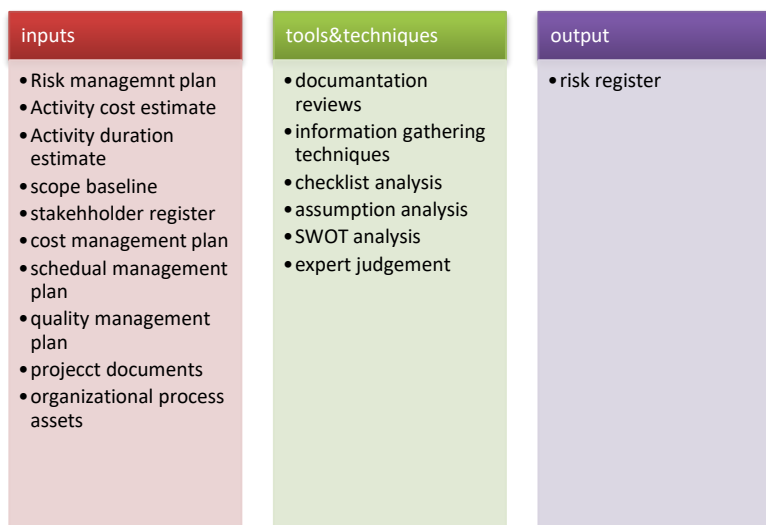 inputs
• Risk managemnt plan
• Activity cost estimate
• Activity duration
estimate
• scope baseline
• stakehholder register
• cost management plan
• schedual management
plan
• quality management
plan
• projecct documents
• organizational process
assets
tools&techniques
• documantation
reviews
• information gathering
techniques
• checklist analysis
• assumption analysis
• SWOT analysis
• expert judgement
output
• risk register